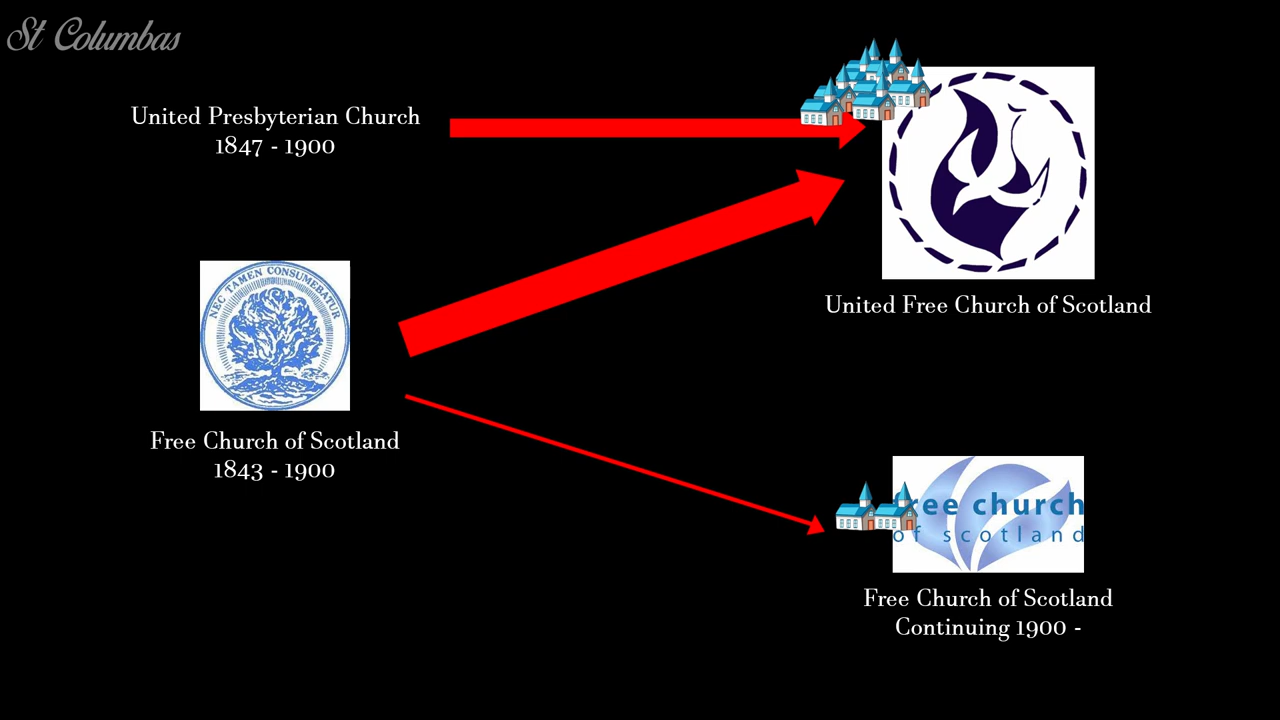 St Columbas
United Presbyterian Church
1847 - 1900
NEC TAMEN CONSUMEBATUR
Free Church of Scotland
1843 - 1900
United Free Church of Scotland
free church
of scotland
Free Church of Scotland
Continuing 1900 -